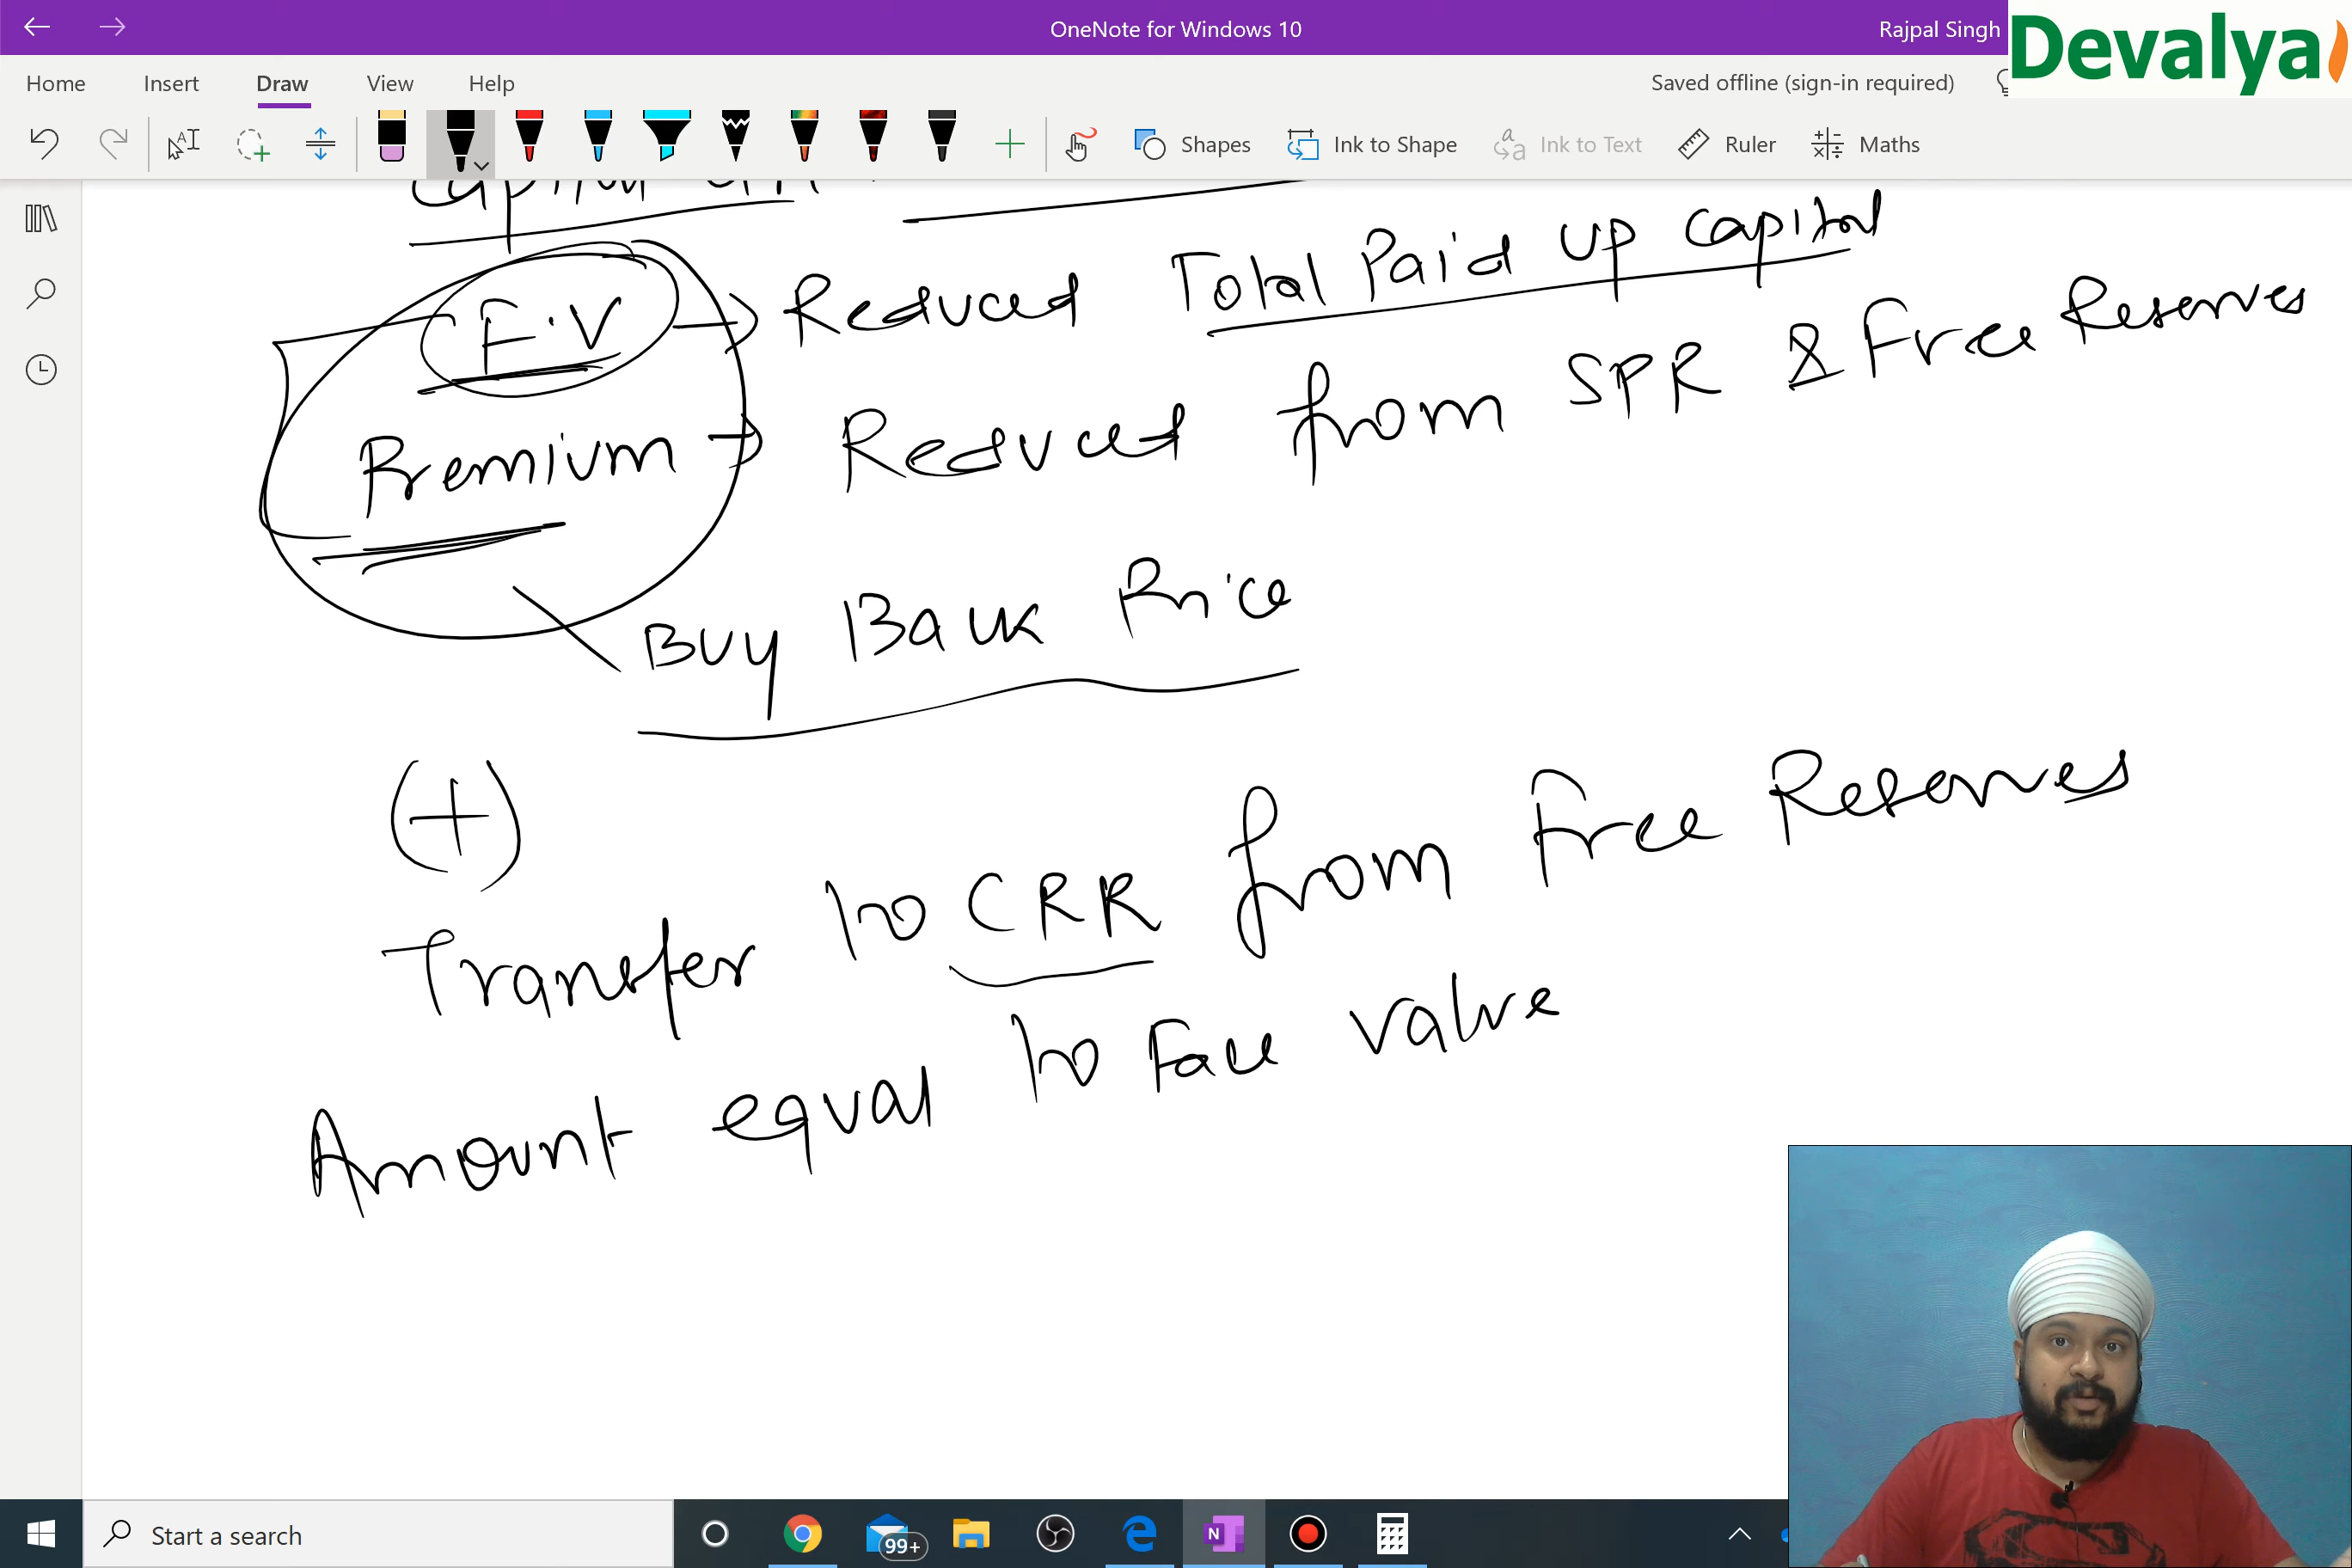 OneNote for Windows 10
Rajpal Singh
Devalya
Home Insert Draw View Help
Saved offline (sign-in required)
Shapes Ink to Shape Ink to Text Ruler Maths
F.V → Reduced Total Paid up capital
Premium → Reduced from SPR & Free Reserves
Buy Back Price
(+)
Transfer to CRR from Free Reserves
Amount equal to Face value
Start a search
99+
N